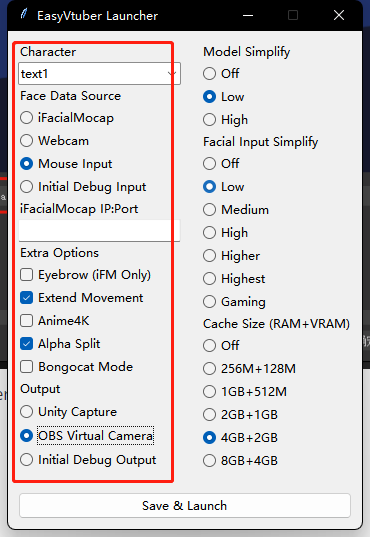 EasyVtuber Launcher
Character
text1
Face Data Source
iFacialMocap
Webcam
Mouse Input
Initial Debug Input
iFacialMocap IP:Port
Extra Options
Eyebrow (iFM Only)
Extend Movement
Anime4K
Alpha Split
Bongocat Mode
Output
Unity Capture
OBS Virtual Camera
Initial Debug Output
Model Simplify
Off
Low
High
Facial Input Simplify
Off
Low
Medium
High
Higher
Highest
Gaming
Cache Size (RAM+VRAM)
Off
256M+128M
1GB+512M
2GB+1GB
4GB+2GB
8GB+4GB
Save & Launch